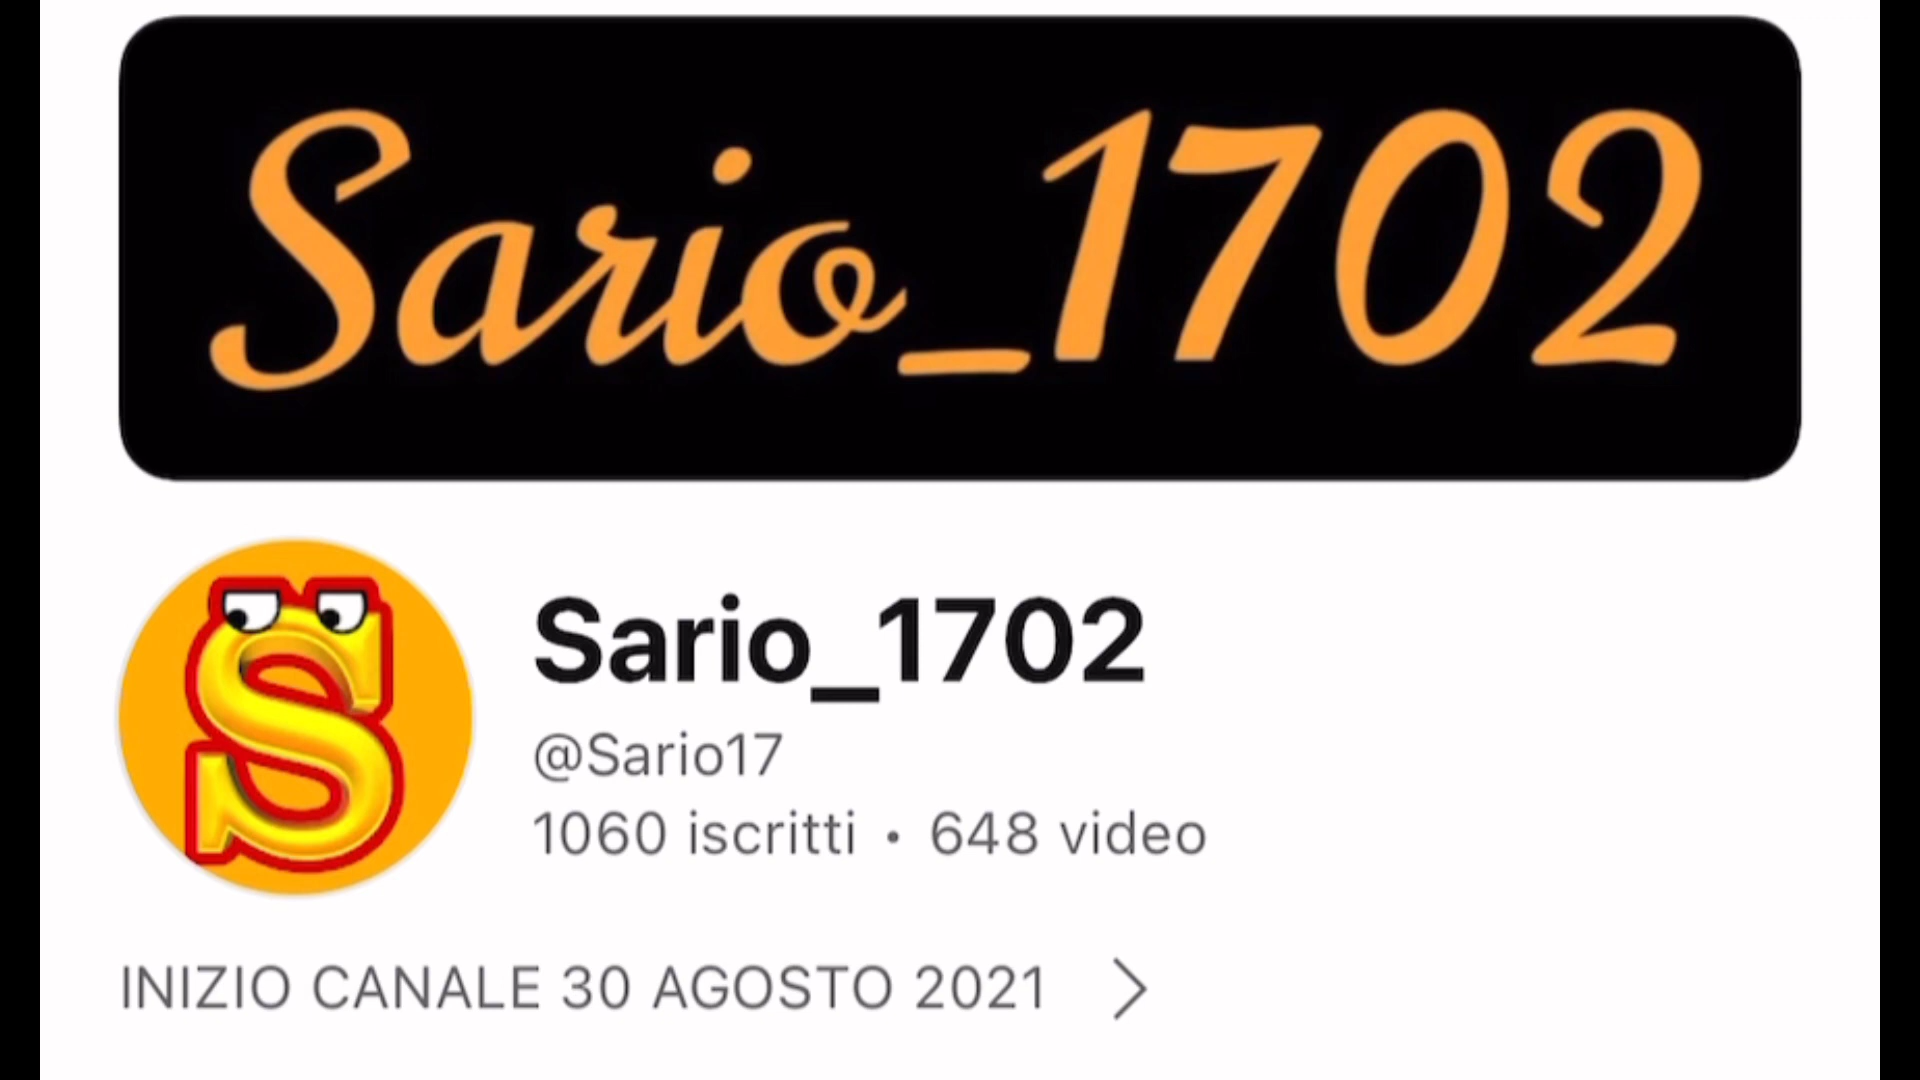 Sario_1702
S
Sario_1702
@Sario17
1060 iscritti • 648 video
INIZIO CANALE 30 AGOSTO 2021